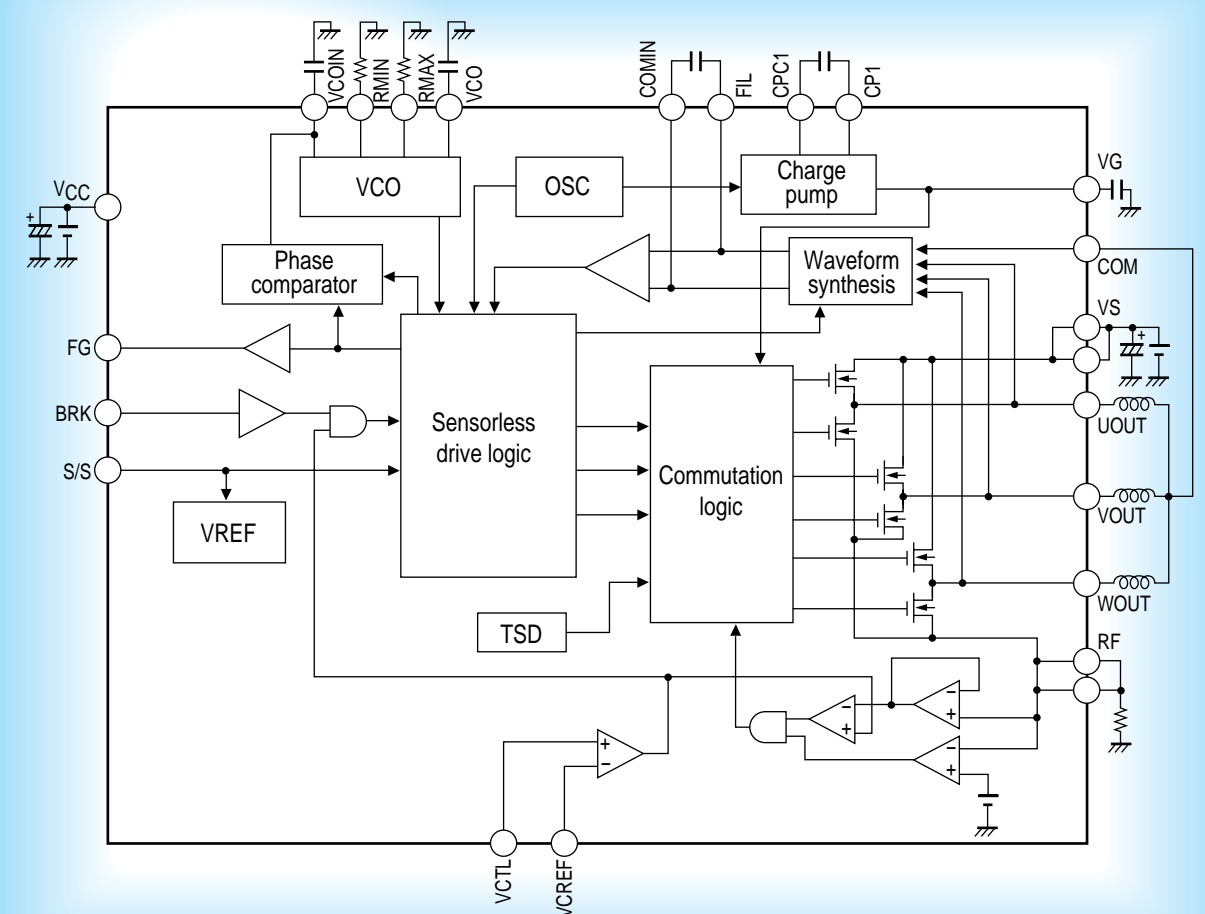 VCOIN
RMIN
RMAX
VCO
COMIN
FIL
CPC1
CP1
VCC
VCO
OSC
Charge
pump
VG
Phase
comparator
Waveform
synthesis
COM
VS
FG
BRK
S/S
Sensorless
drive logic
Commutation
logic
UOUT
VOUT
WOUT
VREF
TSD
RF
+
+
-
+
-
+
+
-
-
+
VCTL
VCREF